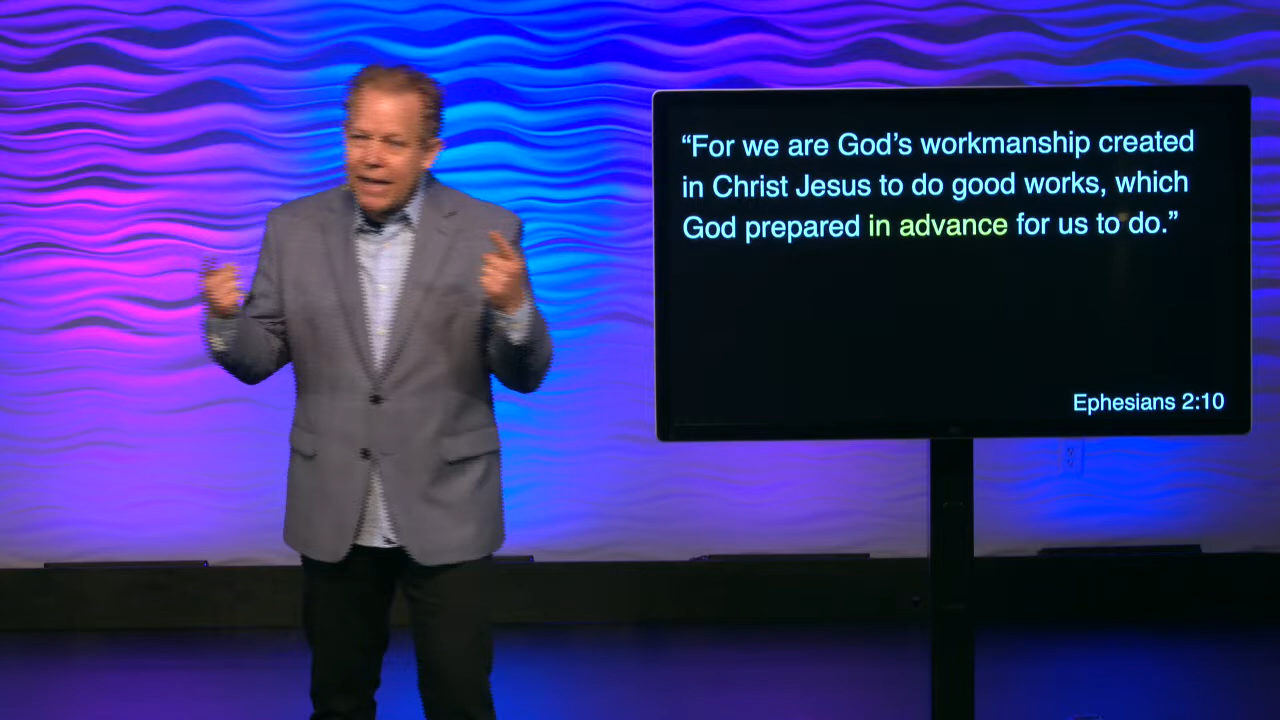 “For we are God’s workmanship created
in Christ Jesus to do good works, which
God prepared in advance for us to do.”
Ephesians 2:10